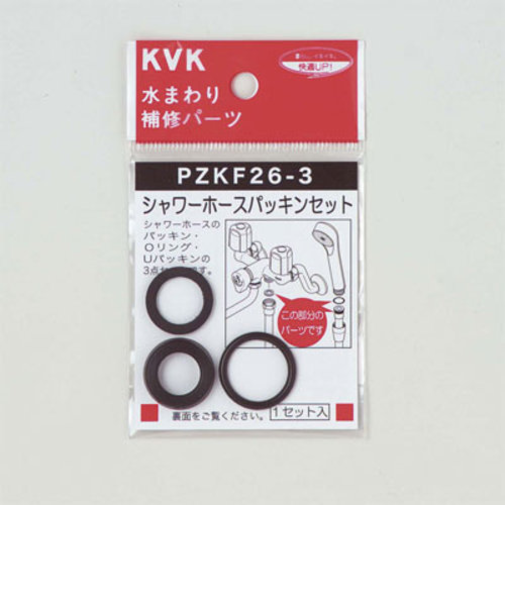 KVK
水まわり
補修パーツ
快適UP!
PZKF26-3
シャワーホースパッキンセット
シャワーホースの
パッキン・
Oリング・
Uパッキンの
3点
です。
この部分の
パーツです
裏面をご覧ください。
1セット入